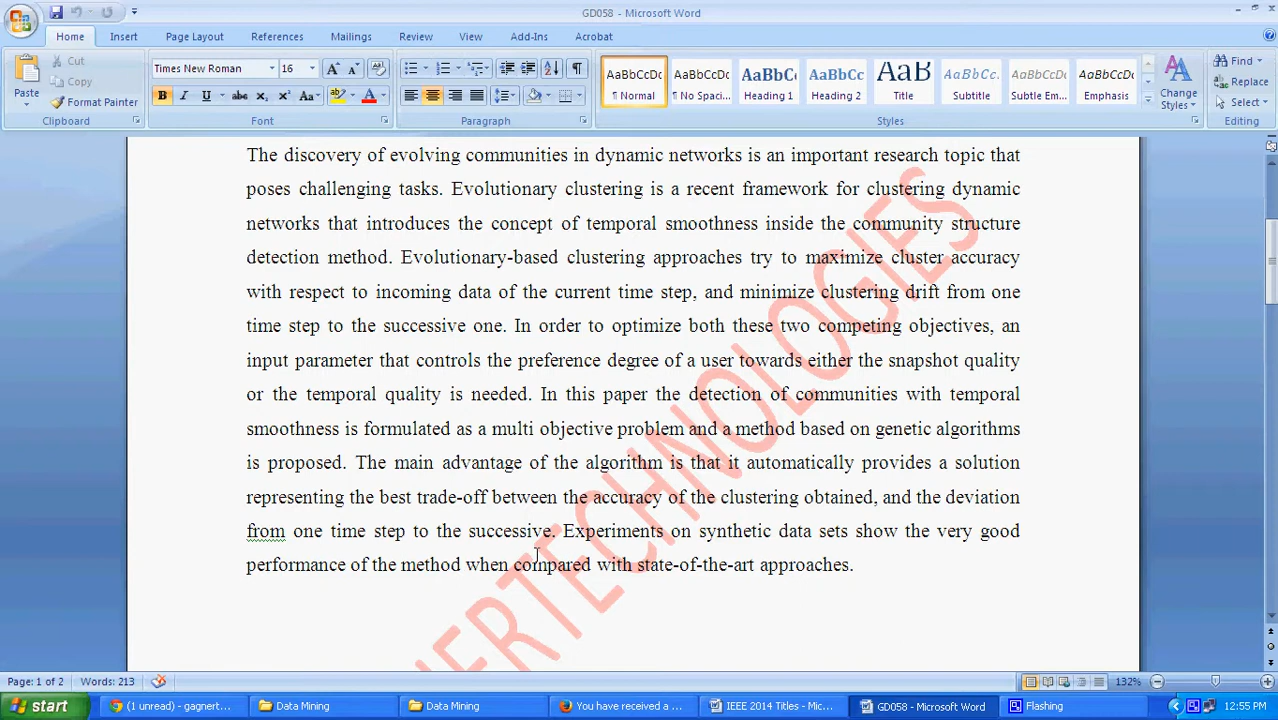 GD058 - Microsoft Word
Home Insert Page Layout References Mailings Review View Add-Ins Acrobat
Paste
Cut
Copy
Format Painter
Clipboard
Times New Roman 16
Font
Paragraph
AaBbCcDc AaBbCcDc AaBbC AaBbCc AaB AaBbCc. AaBbCcDc AaBbCcDc
¶ Normal ¶ No Spaci... Heading 1 Heading 2 Title Subtitle Subtle Em... Emphasis
Styles
Change Styles
Find
Replace
Select
Editing
The discovery of evolving communities in dynamic networks is an important research topic that
poses challenging tasks. Evolutionary clustering is a recent framework for clustering dynamic
networks that introduces the concept of temporal smoothness inside the community structure
detection method. Evolutionary-based clustering approaches try to maximize cluster accuracy
with respect to incoming data of the current time step, and minimize clustering drift from one
time step to the successive one. In order to optimize both these two competing objectives, an
input parameter that controls the preference degree of a user towards either the snapshot quality
or the temporal quality is needed. In this paper the detection of communities with temporal
smoothness is formulated as a multi objective problem and a method based on genetic algorithms
is proposed. The main advantage of the algorithm is that it automatically provides a solution
representing the best trade-off between the accuracy of the clustering obtained, and the deviation
from one time step to the successive. Experiments on synthetic data sets show the very good
performance of the method when compared with state-of-the-art approaches.
NERTECHNOLOGIES
Page: 1 of 2 Words: 213 132%
start (1 unread) - gagnert... Data Mining Data Mining You have received a ... IEEE 2014 Titles - Mic... GD058 - Microsoft Word Flashing 12:55 PM